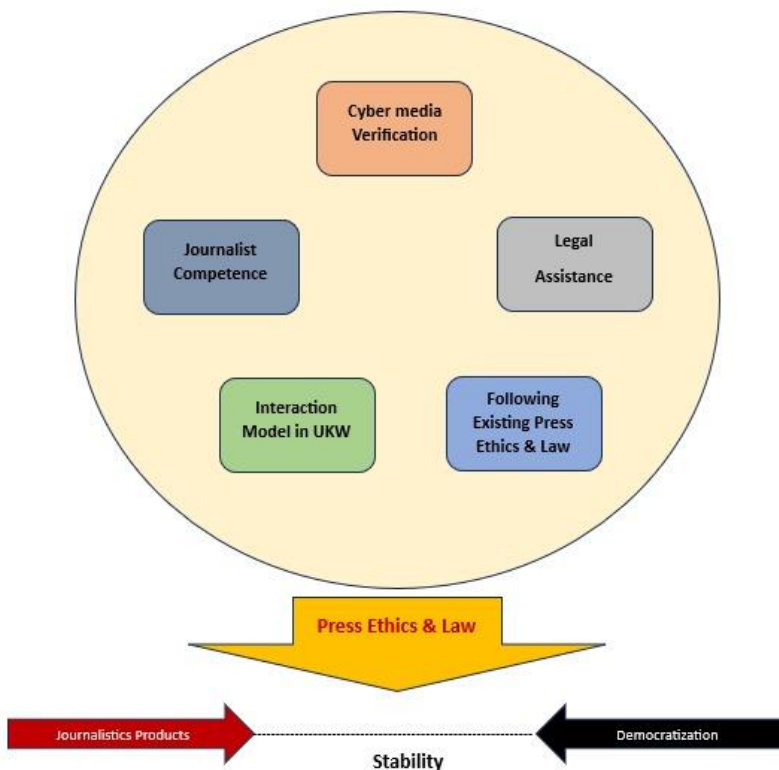 Cyber media
Verification
Journalist
Competence
Legal
Assistance
Interaction
Model in UKW
Following
Existing Press
Ethics & Law
Press Ethics & Law
Journalistics Products
Democratization
Stability